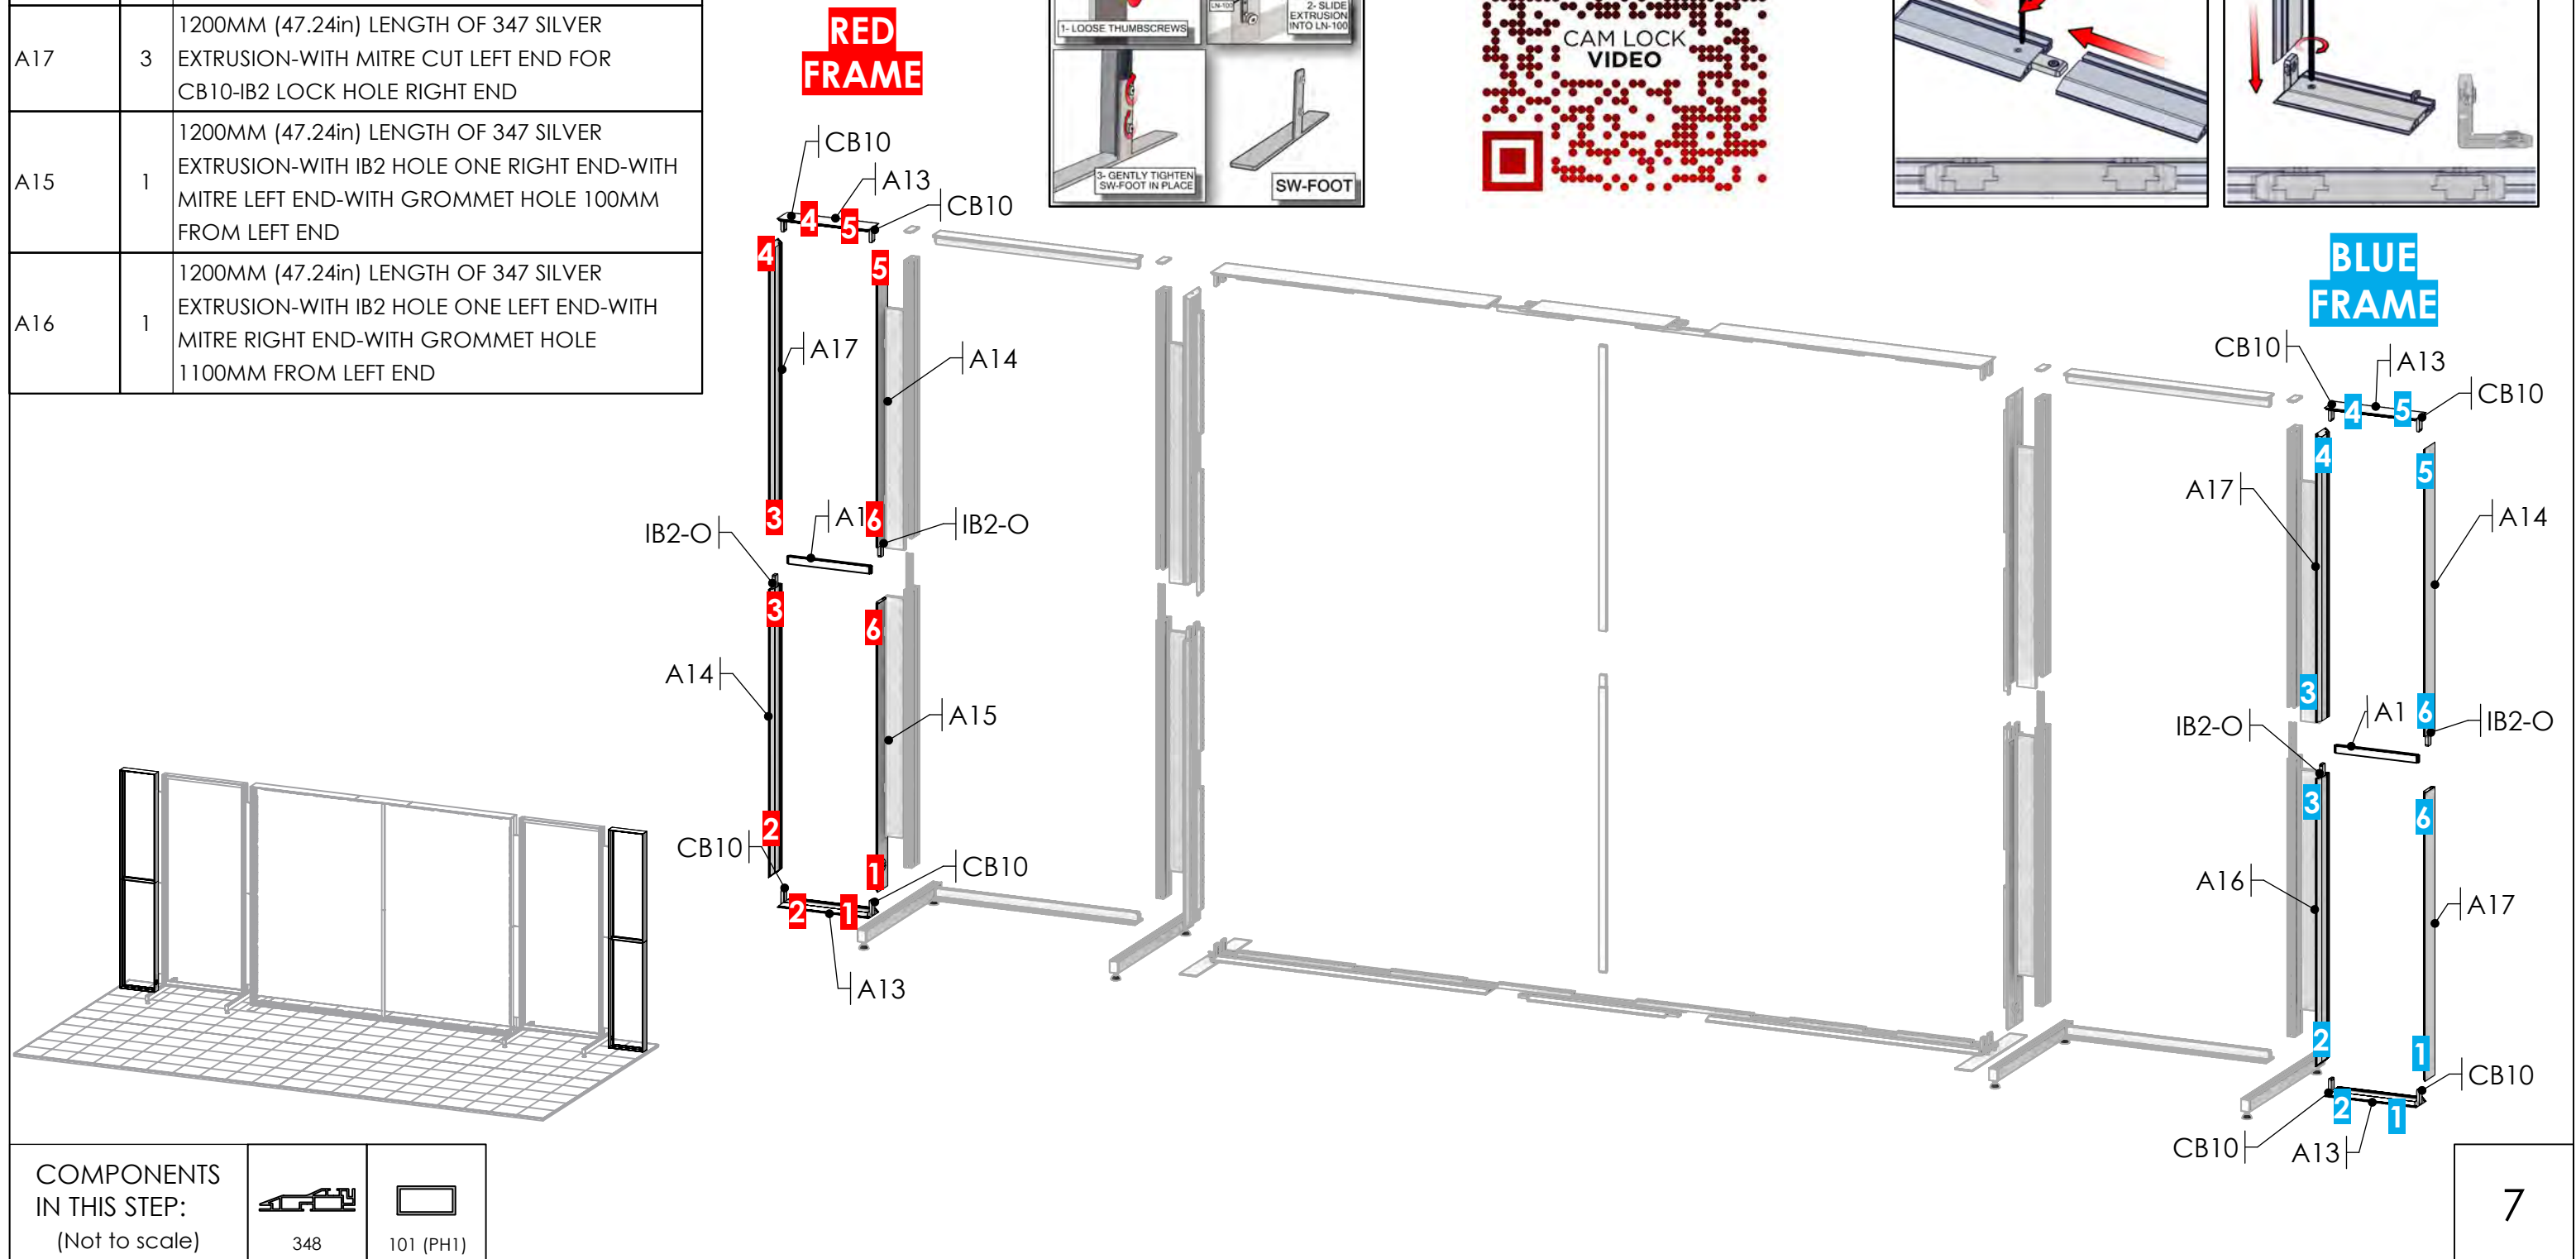 A17 3 1200MM (47.24in) LENGTH OF 347 SILVER
EXTRUSION-WITH MITRE CUT LEFT END FOR
CB10-IB2 LOCK HOLE RIGHT END
A15 1 1200MM (47.24in) LENGTH OF 347 SILVER
EXTRUSION-WITH IB2 HOLE ONE RIGHT END-WITH
MITRE LEFT END-WITH GROMMET HOLE 100MM
FROM LEFT END
A16 1 1200MM (47.24in) LENGTH OF 347 SILVER
EXTRUSION-WITH IB2 HOLE ONE LEFT END-WITH
MITRE RIGHT END-WITH GROMMET HOLE
1100MM FROM LEFT END
RED
FRAME
1- LOOSE THUMBSCREWS
LN-100
2- SLIDE
EXTRUSION
INTO LN-100
3- GENTLY TIGHTEN
SW-FOOT IN PLACE
SW-FOOT
CAM LOCK
VIDEO
BLUE
FRAME
CB10
A13
CB10
4
5
4
5
A17
A14
3
A1
6
IB2-O
IB2-O
3
6
A14
A15
2
1
CB10
CB10
2
1
A13
CB10
A13
CB10
4
5
4
5
A17
A14
3
6
A1
IB2-O
IB2-O
3
6
A16
A17
2
1
CB10
2
1
CB10
A13
COMPONENTS
IN THIS STEP:
(Not to scale)
348
101 (PH1)
7